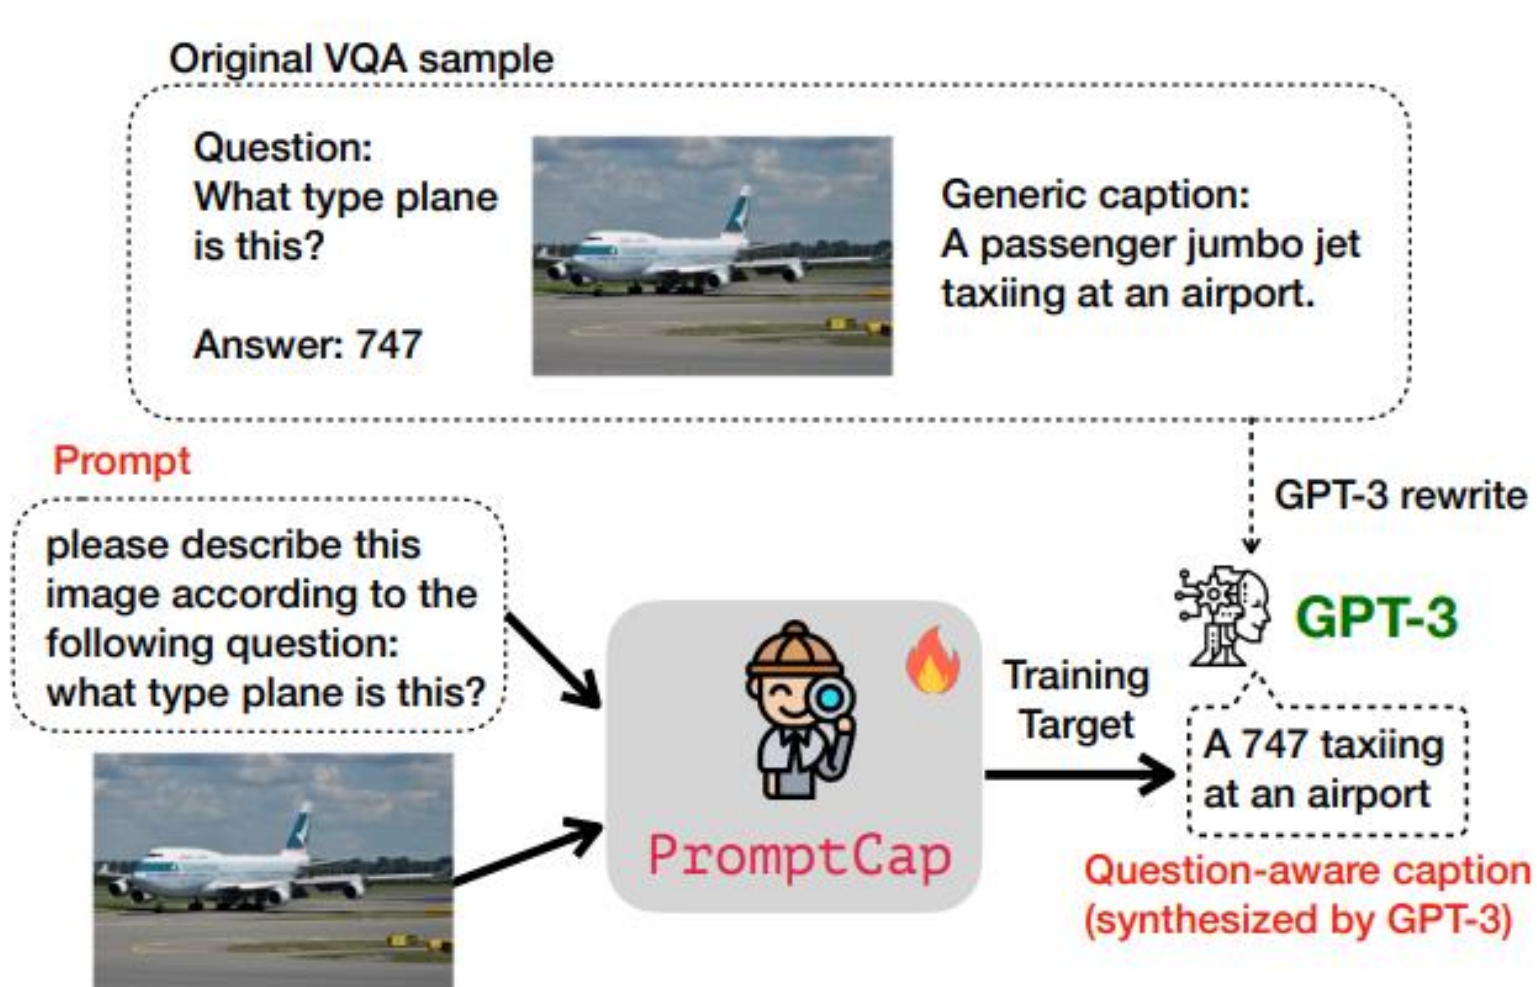 Original VQA sample
Question:
What type plane
is this?
Answer: 747
Generic caption:
A passenger jumbo jet
taxiing at an airport.
Prompt
please describe this
image according to the
following question:
what type plane is this?
GPT-3 rewrite
GPT-3
PromptCap
Training
Target
A 747 taxiing
at an airport
Question-aware caption
(synthesized by GPT-3)